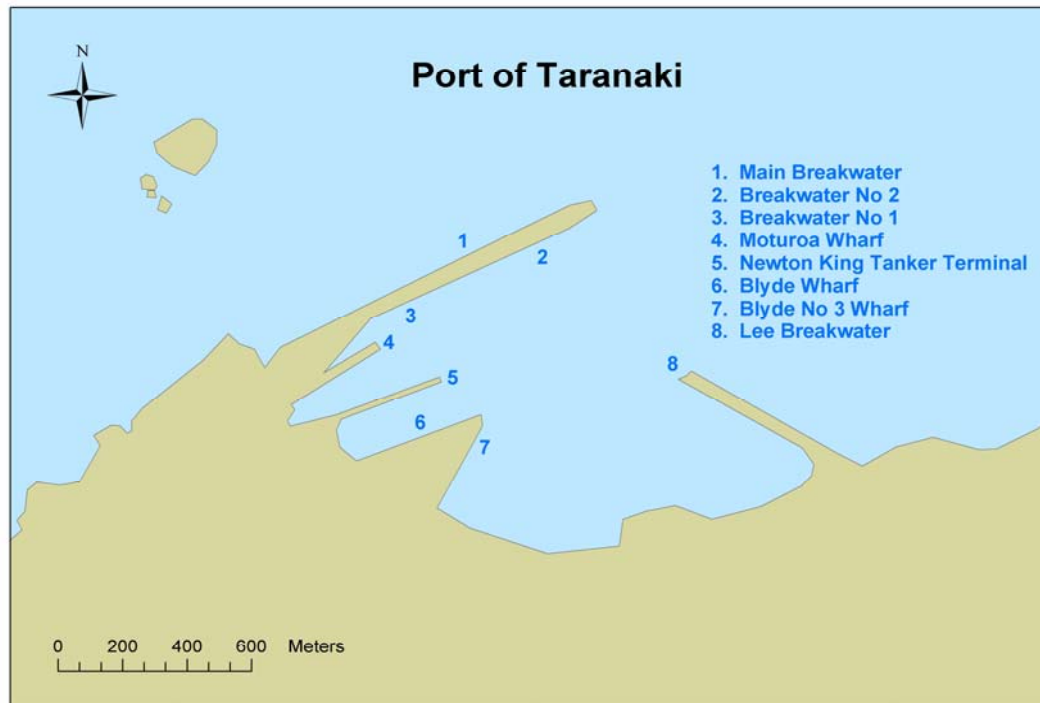 Port of Taranaki
N
1. Main Breakwater
2. Breakwater No 2
3. Breakwater No 1
4. Moturoa Wharf
5. Newton King Tanker Terminal
6. Blyde Wharf
7. Blyde No 3 Wharf
8. Lee Breakwater
1
2
3
4
5
6
7
8
0 200 400 600 Meters